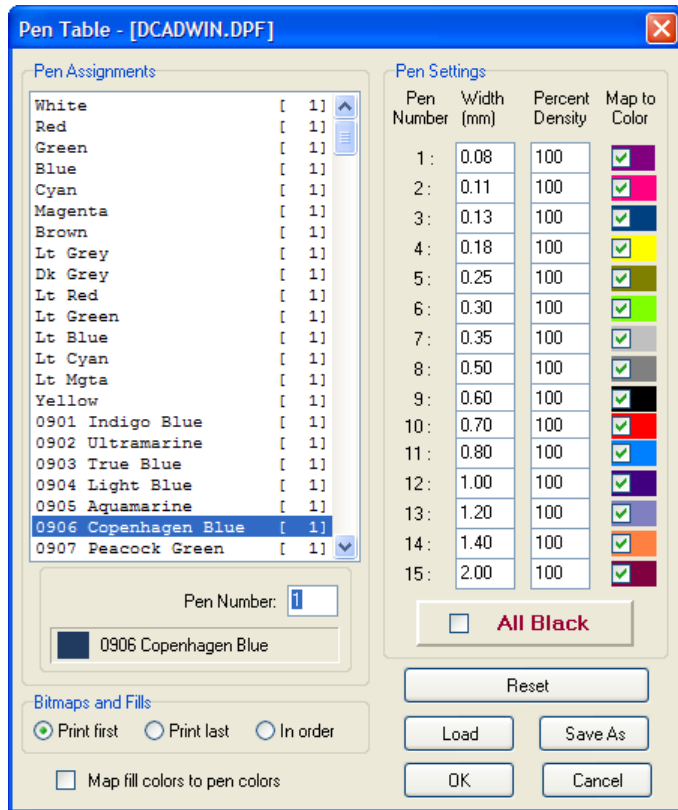 Pen Table - [DCADWIN.DPF]
Pen Assignments
White [ 1]
Red [ 1]
Green [ 1]
Blue [ 1]
Cyan [ 1]
Magenta [ 1]
Brown [ 1]
Lt Grey [ 1]
Dk Grey [ 1]
Lt Red [ 1]
Lt Green [ 1]
Lt Blue [ 1]
Lt Cyan [ 1]
Lt Mgta [ 1]
Yellow [ 1]
0901 Indigo Blue [ 1]
0902 Ultramarine [ 1]
0903 True Blue [ 1]
0904 Light Blue [ 1]
0905 Aquamarine [ 1]
0906 Copenhagen Blue [ 1]
0907 Peacock Green [ 1]
Pen Number: 1
0906 Copenhagen Blue
Bitmaps and Fills
Print first Print last In order
Map fill colors to pen colors
Pen Settings
Pen Width Percent Map to
Number (mm) Density Color
1 : 0.08 100
2 : 0.11 100
3 : 0.13 100
4 : 0.18 100
5 : 0.25 100
6 : 0.30 100
7 : 0.35 100
8 : 0.50 100
9 : 0.60 100
10 : 0.70 100
11 : 0.80 100
12 : 1.00 100
13 : 1.20 100
14 : 1.40 100
15 : 2.00 100
All Black
Reset
Load Save As
OK Cancel